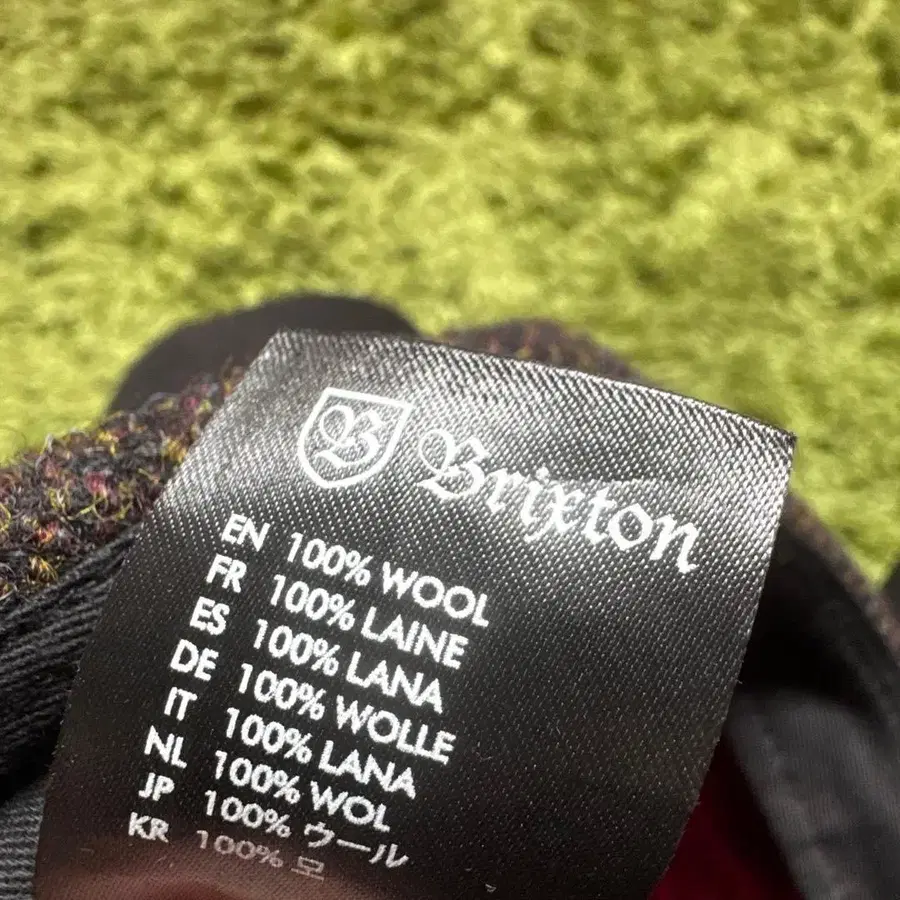 B Brixton
EN 100% WOOL
FR 100% LAINE
ES 100% LANA
DE 100% WOLLE
IT 100% LANA
NL 100% WOL
JP 100% ウール
KR 100% 모